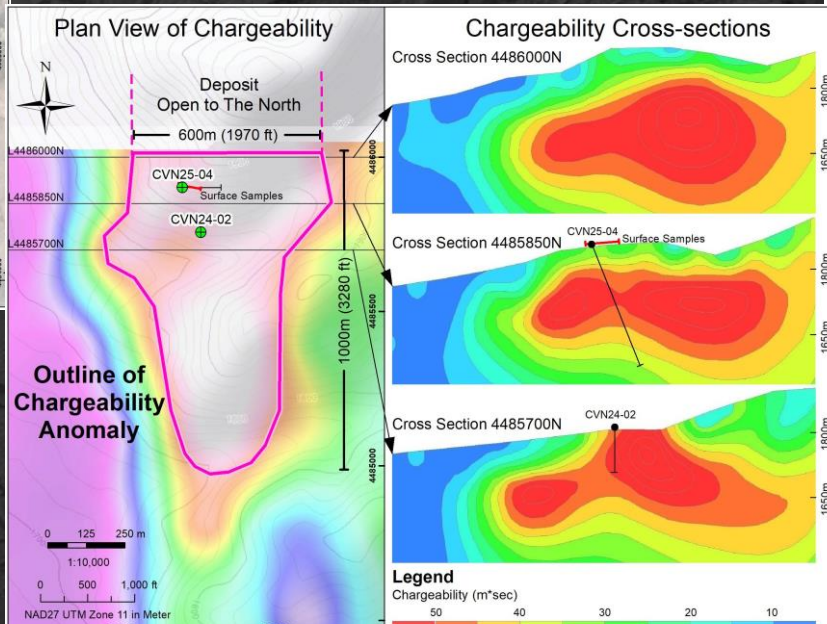 Plan View of Chargeability
N
Deposit
Open to The North
600m (1970 ft)
L4486000N
4486000
CVN25-04
Surface Samples
L4485850N
CVN24-02
L4485700N
1000m (3280 ft)
4485500
Outline of
Chargeability
Anomaly
4485000
0 125 250 m
1:10,000
0 500 1,000 ft
NAD27 UTM Zone 11 in Meter
Chargeability Cross-sections
Cross Section 4486000N
1800m
1650m
CVN25-04
Surface Samples
Cross Section 4485850N
1800m
1650m
CVN24-02
Cross Section 4485700N
1800m
1650m
Legend
Chargeability (m*sec)
50 40 30 20 10